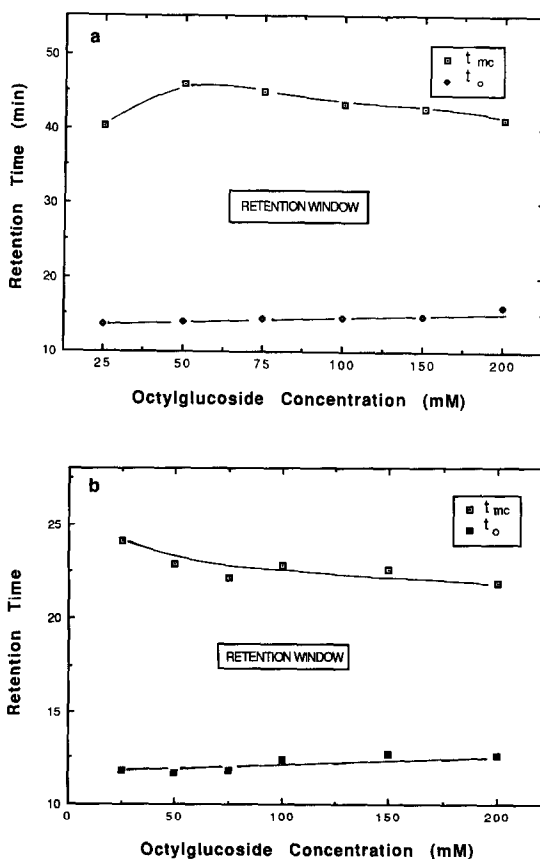 a
t mc
t o
50
40
30
20
10
Retention Time (min)
RETENTION WINDOW
25
50
75
100
150
200
Octylglucoside Concentration (mM)
b
t mc
t o
25
20
15
10
Retention Time
RETENTION WINDOW
0
50
100
150
200
Octylglucoside Concentration (mM)